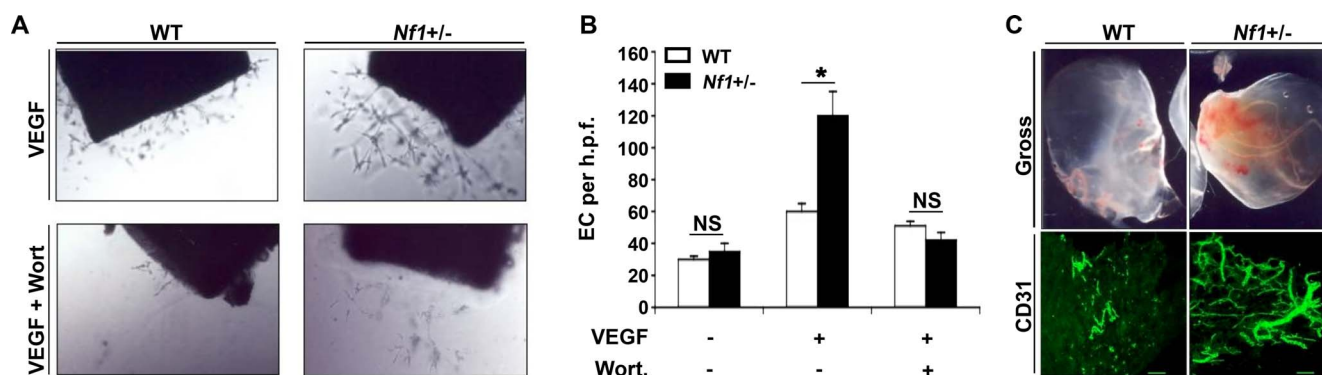 A
WT
Nf1+/-
VEGF
VEGF + Wort
B
EC per h.p.f.
160
140
120
100
80
60
40
20
0
WT
Nf1+/-
NS
*
NS
VEGF - + +
Wort. - - +
C
WT
Nf1+/-
Gross
CD31